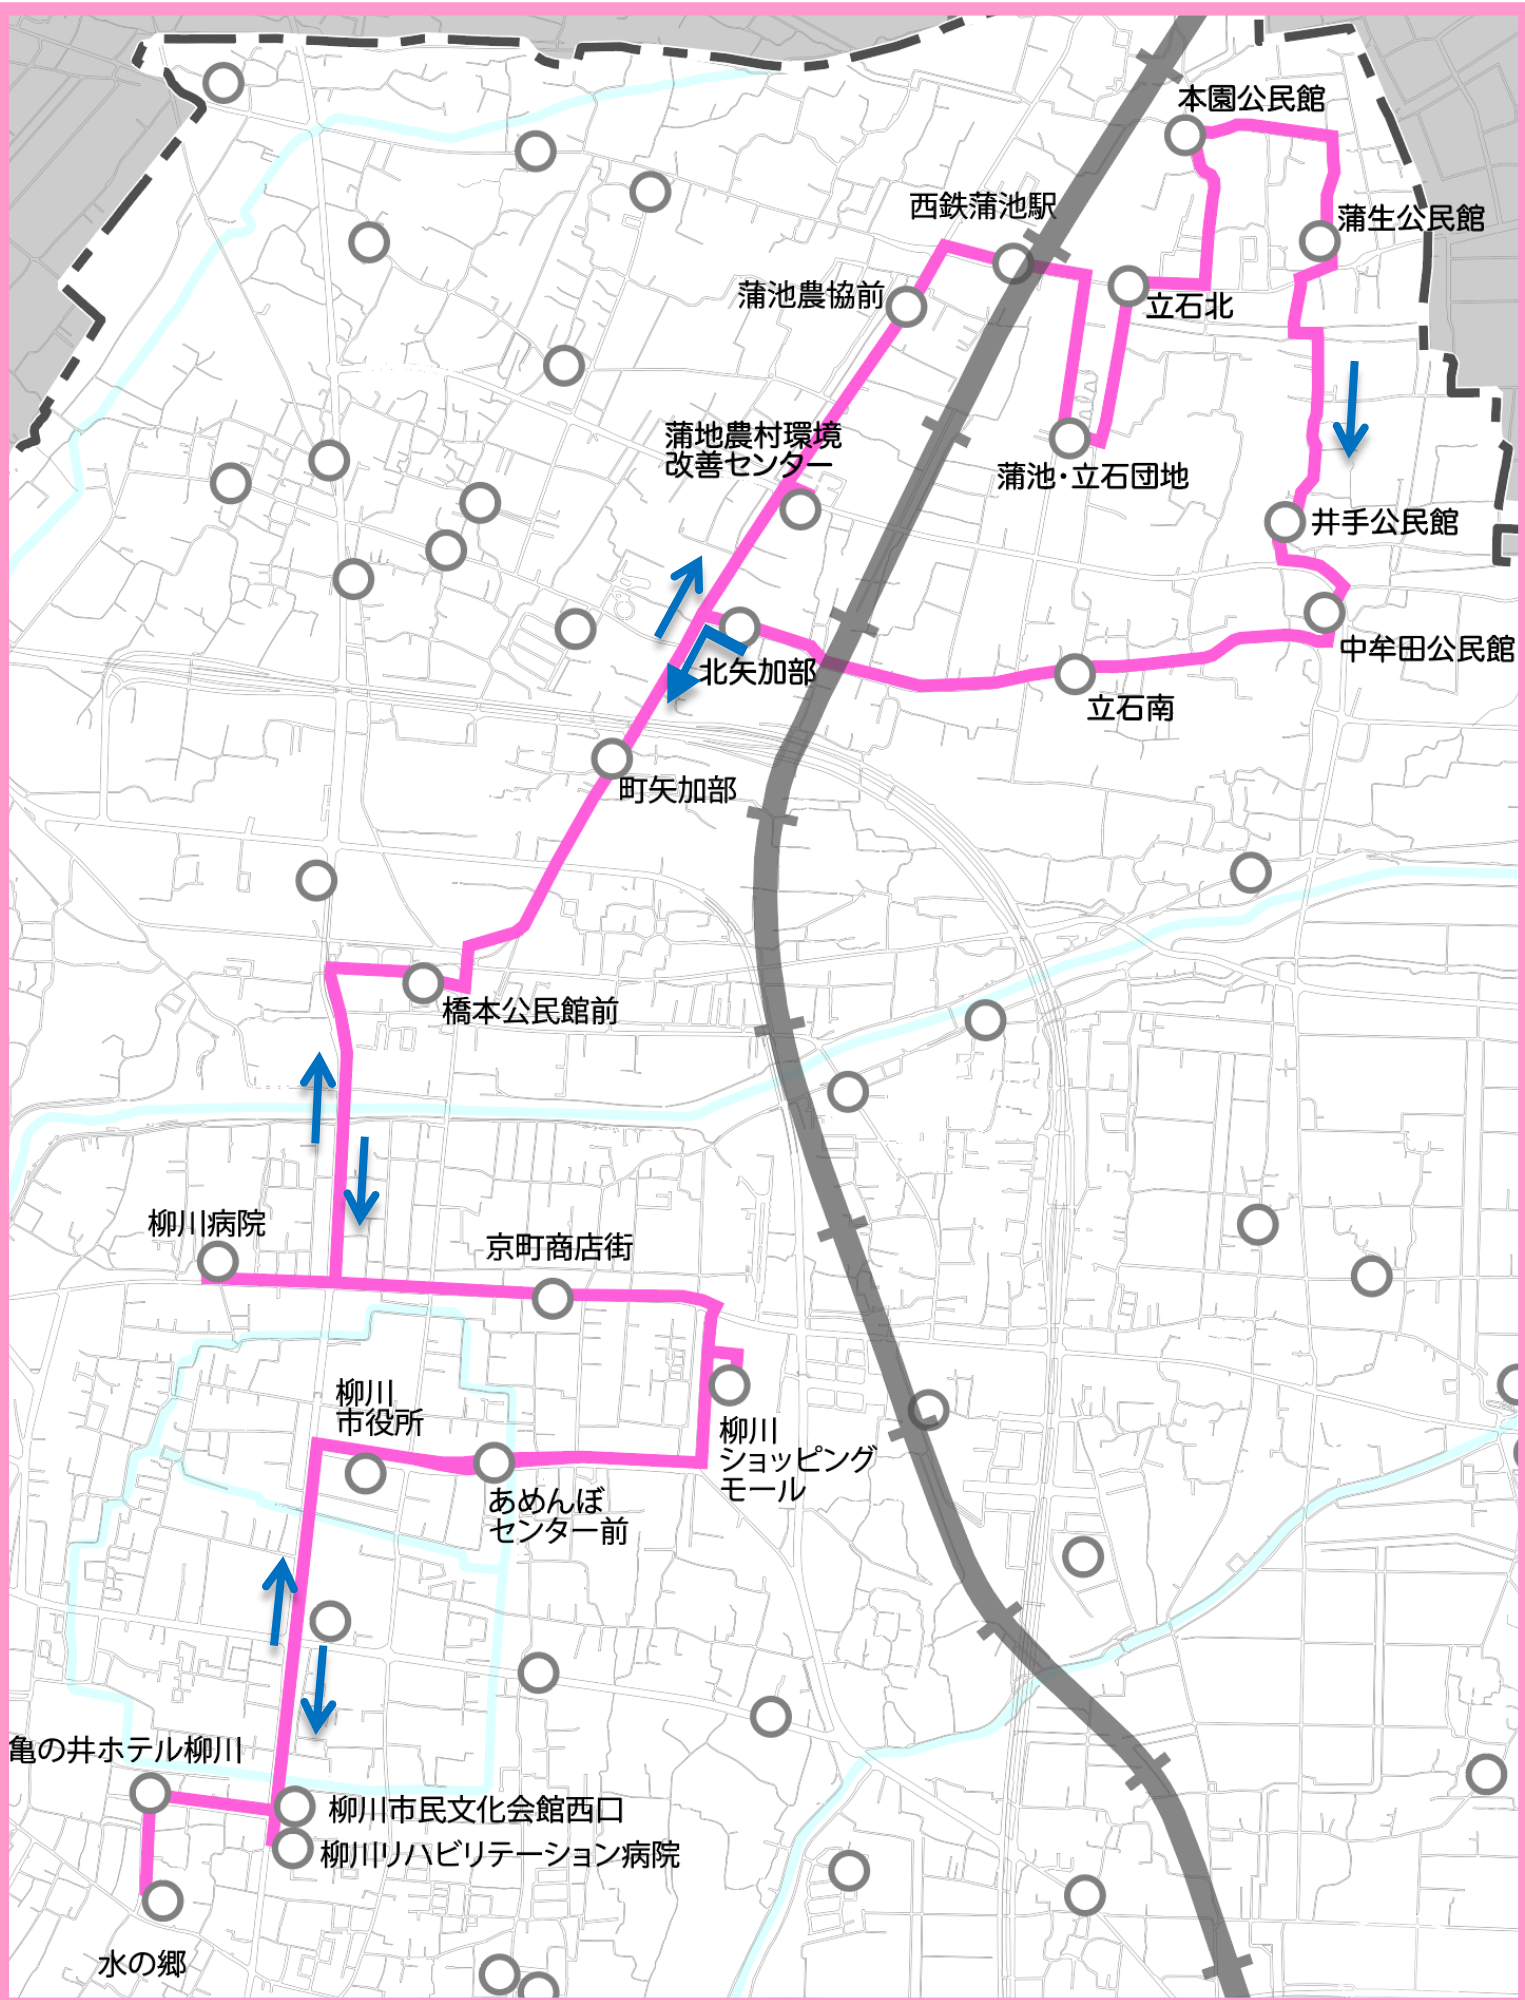 本園公民館
西鉄蒲池駅
蒲生公民館
蒲池農協前
立石北
蒲地農村環境
改善センター
蒲池・立石団地
井手公民館
中牟田公民館
北矢加部
立石南
町矢加部
橋本公民館前
柳川病院
京町商店街
柳川
市役所
柳川
ショッピング
モール
あめんぼ
センター前
亀の井ホテル柳川
柳川市民文化会館西口
柳川リハビリテーション病院
水の郷